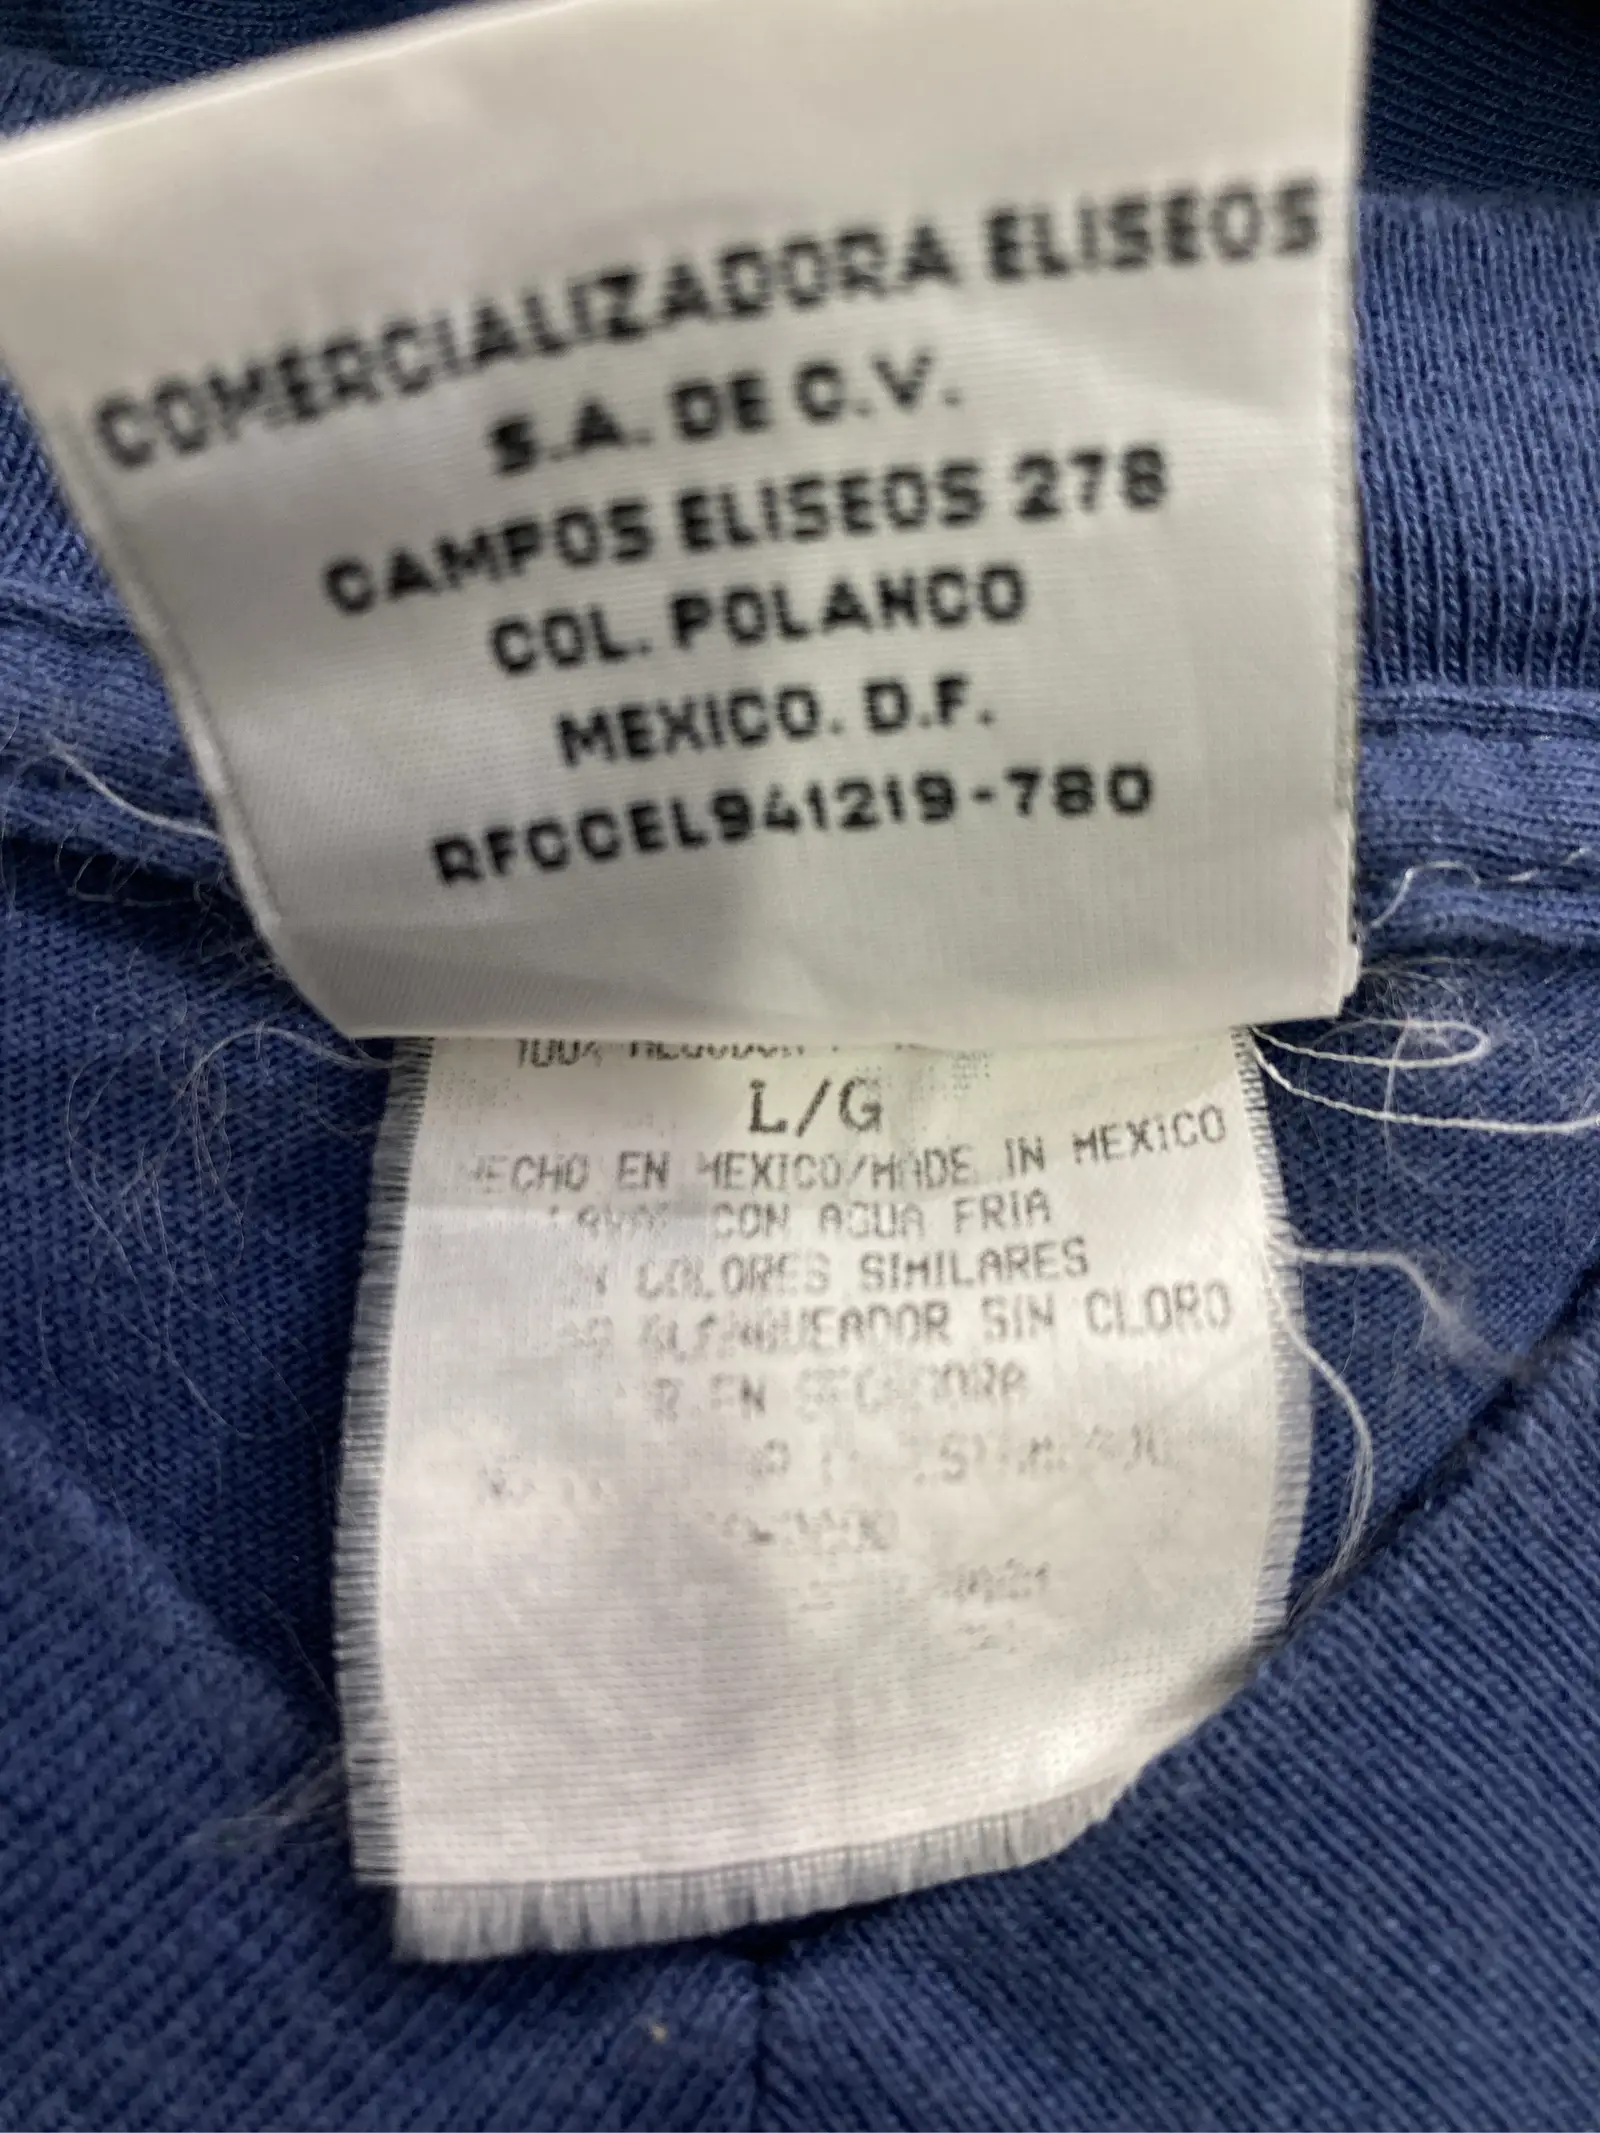 COMERCIALIZADORA ELISEOS
S.A. DE C.V.
CAMPOS ELISEOS 278
COL. POLANCO
MEXICO. D.F.
RFCCEL941219-780
100%
L/G
HECHO EN MEXICO/MADE IN MEXICO
CON AGUA FRIA
COLORES SIMILARES
BLANQUEADOR SIN CLORO
EN SECADORA